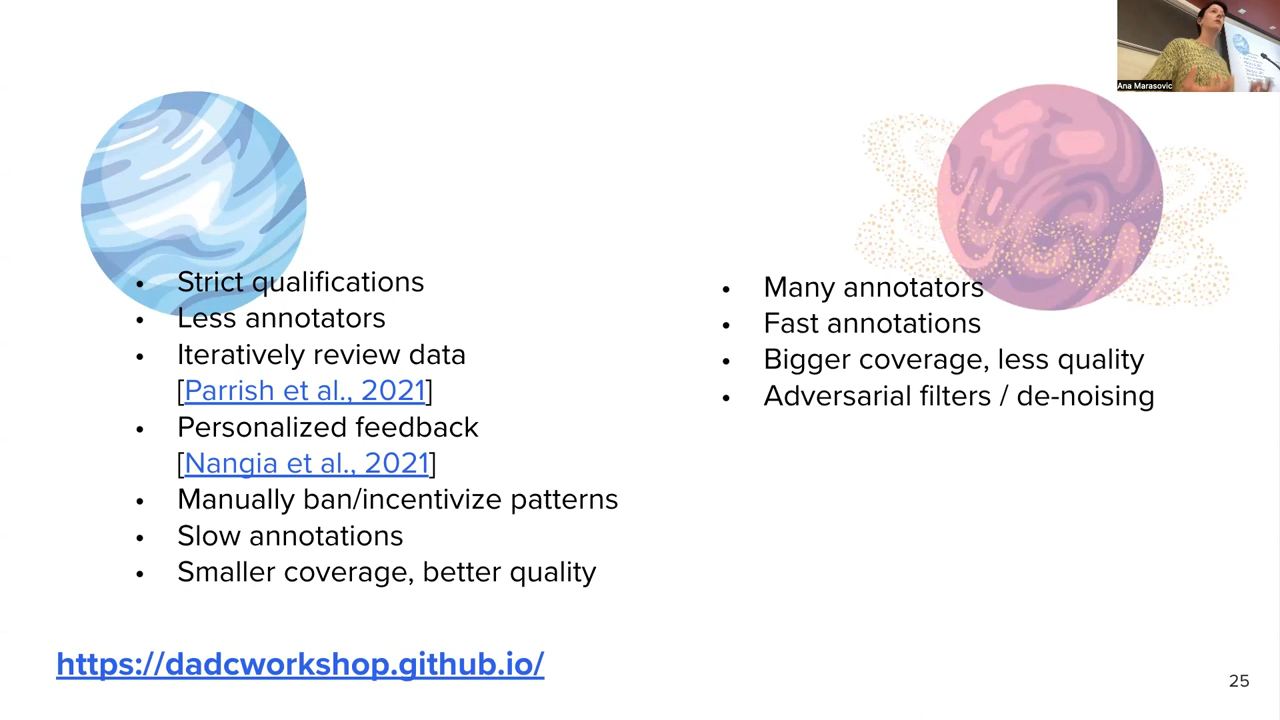 Ana Marasovic
• Strict qualifications
• Less annotators
• Iteratively review data
[Parrish et al., 2021]
• Personalized feedback
[Nangia et al., 2021]
• Manually ban/incentivize patterns
• Slow annotations
• Smaller coverage, better quality
• Many annotators
• Fast annotations
• Bigger coverage, less quality
• Adversarial filters / de-noising
https://dadcworkshop.github.io/
25